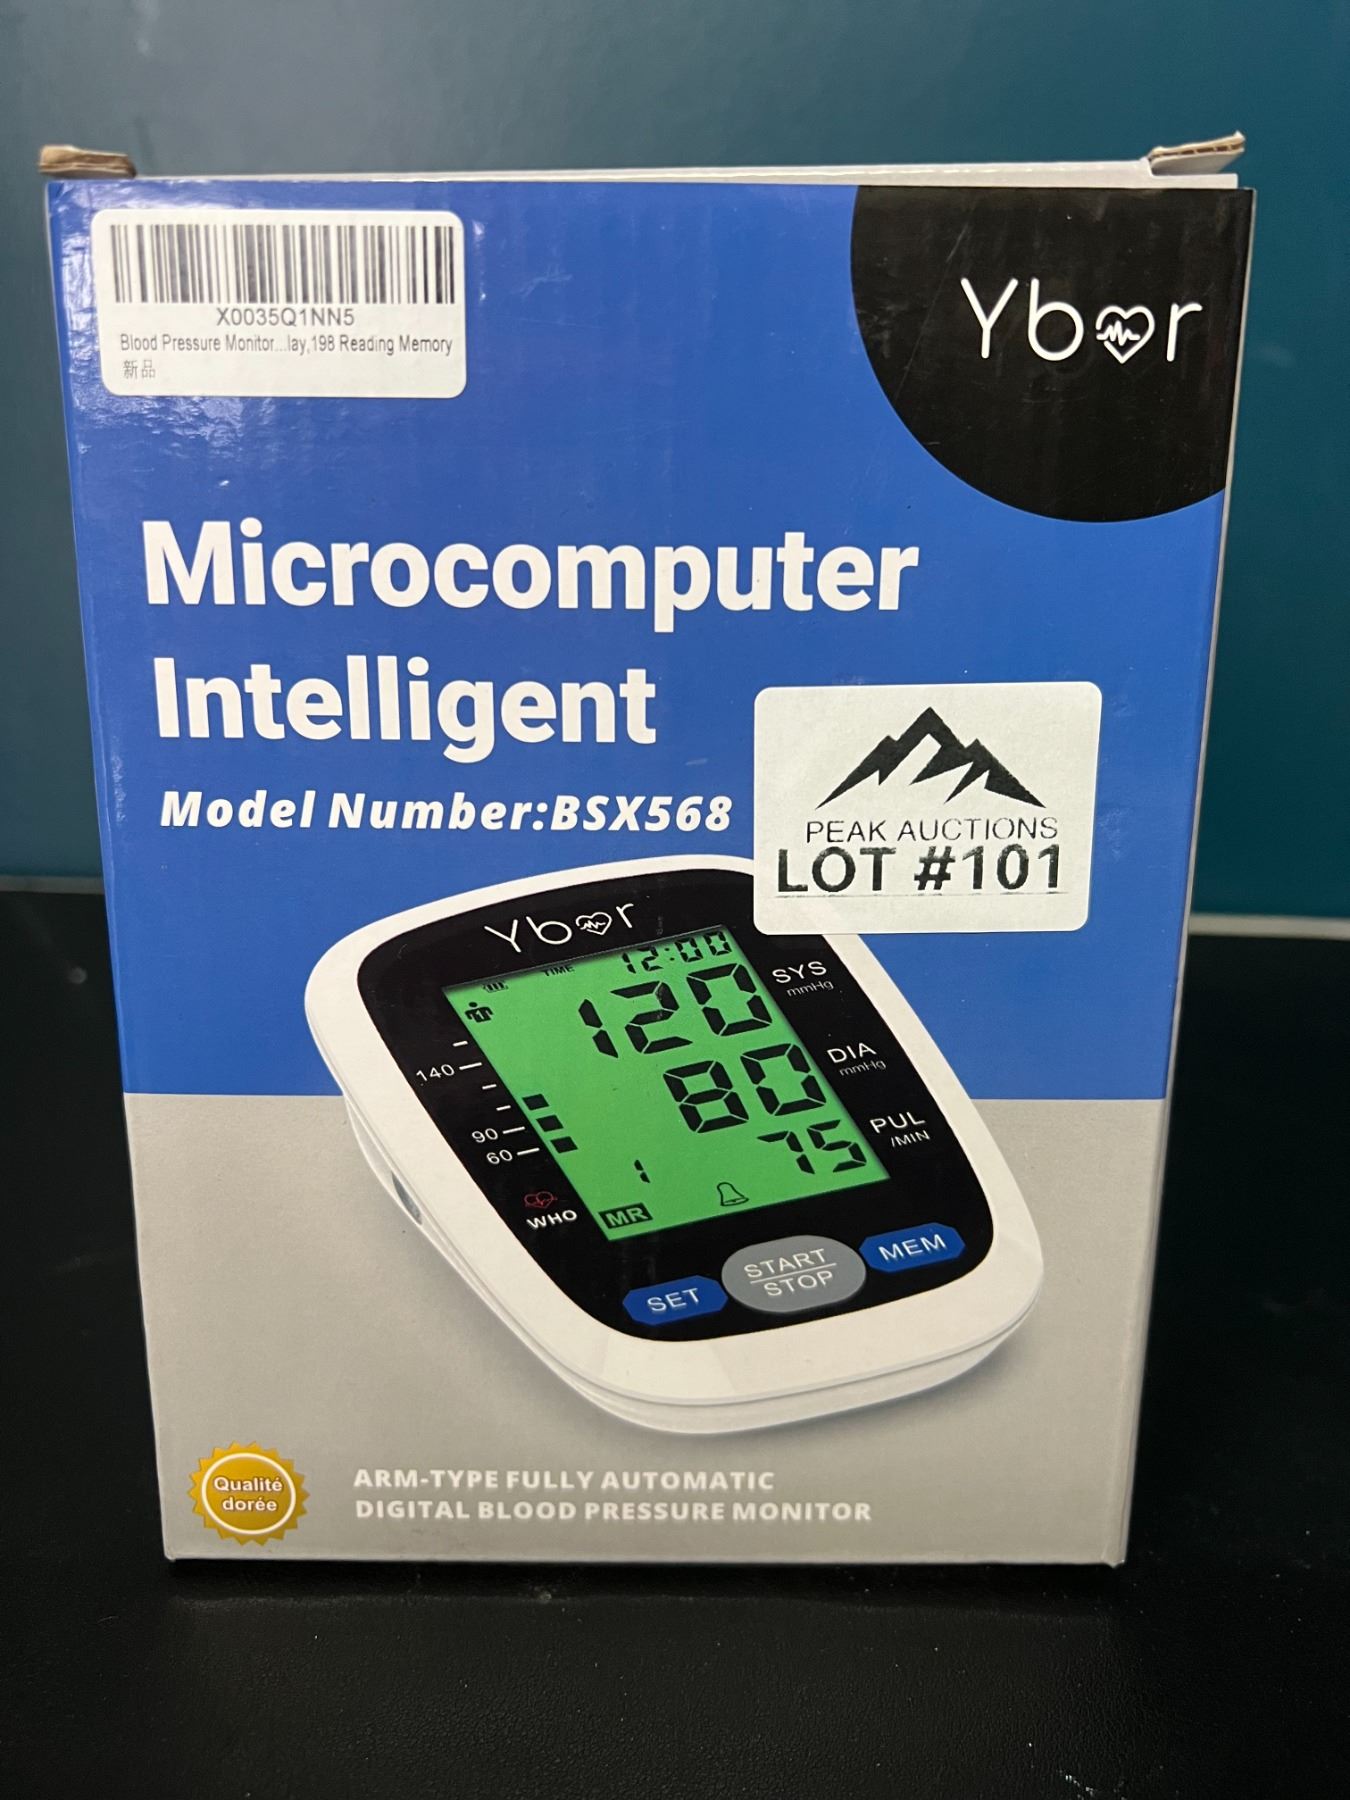 X0035Q1NN5
Blood Pressure Monitor...lay,198 Reading Memory
新品
Ybor
Microcomputer
Intelligent
Model Number:BSX568
PEAK AUCTIONS
LOT #101
Ybor
TIME
12:00
120
SYS
mmHg
140
80
DIA
mmHg
90
60
75
PUL
/MIN
1
WHO
MR
SET
START
STOP
MEM
Qualité
dorée
ARM-TYPE FULLY AUTOMATIC
DIGITAL BLOOD PRESSURE MONITOR